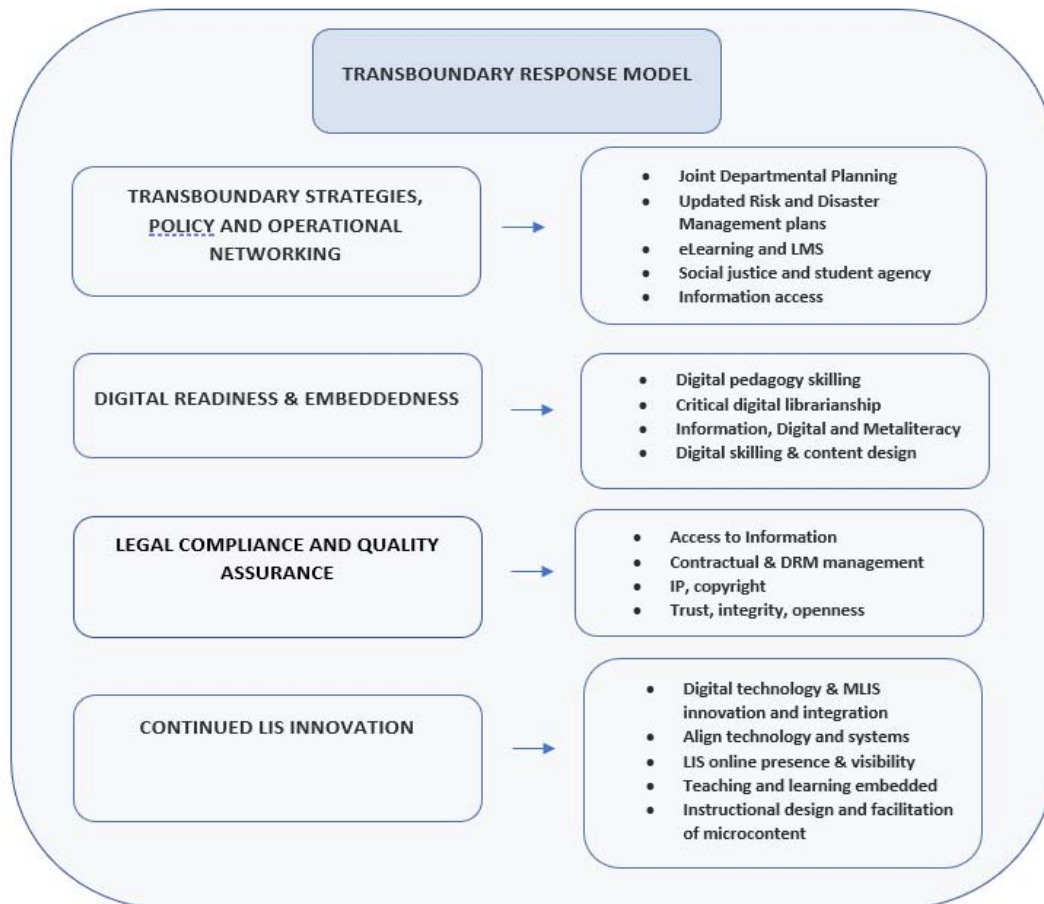 TRANSBOUNDARY RESPONSE MODEL
TRANSBOUNDARY STRATEGIES,
POLICY AND OPERATIONAL
NETWORKING
• Joint Departmental Planning
• Updated Risk and Disaster
Management plans
• eLearning and LMS
• Social justice and student agency
• Information access
DIGITAL READINESS & EMBEDDEDNESS
• Digital pedagogy skilling
• Critical digital librarianship
• Information, Digital and Metaliteracy
• Digital skilling & content design
LEGAL COMPLIANCE AND QUALITY
ASSURANCE
• Access to Information
• Contractual & DRM management
• IP, copyright
• Trust, integrity, openness
CONTINUED LIS INNOVATION
• Digital technology & MLIS
innovation and integration
• Align technology and systems
• LIS online presence & visibility
• Teaching and learning embedded
• Instructional design and facilitation
of microcontent